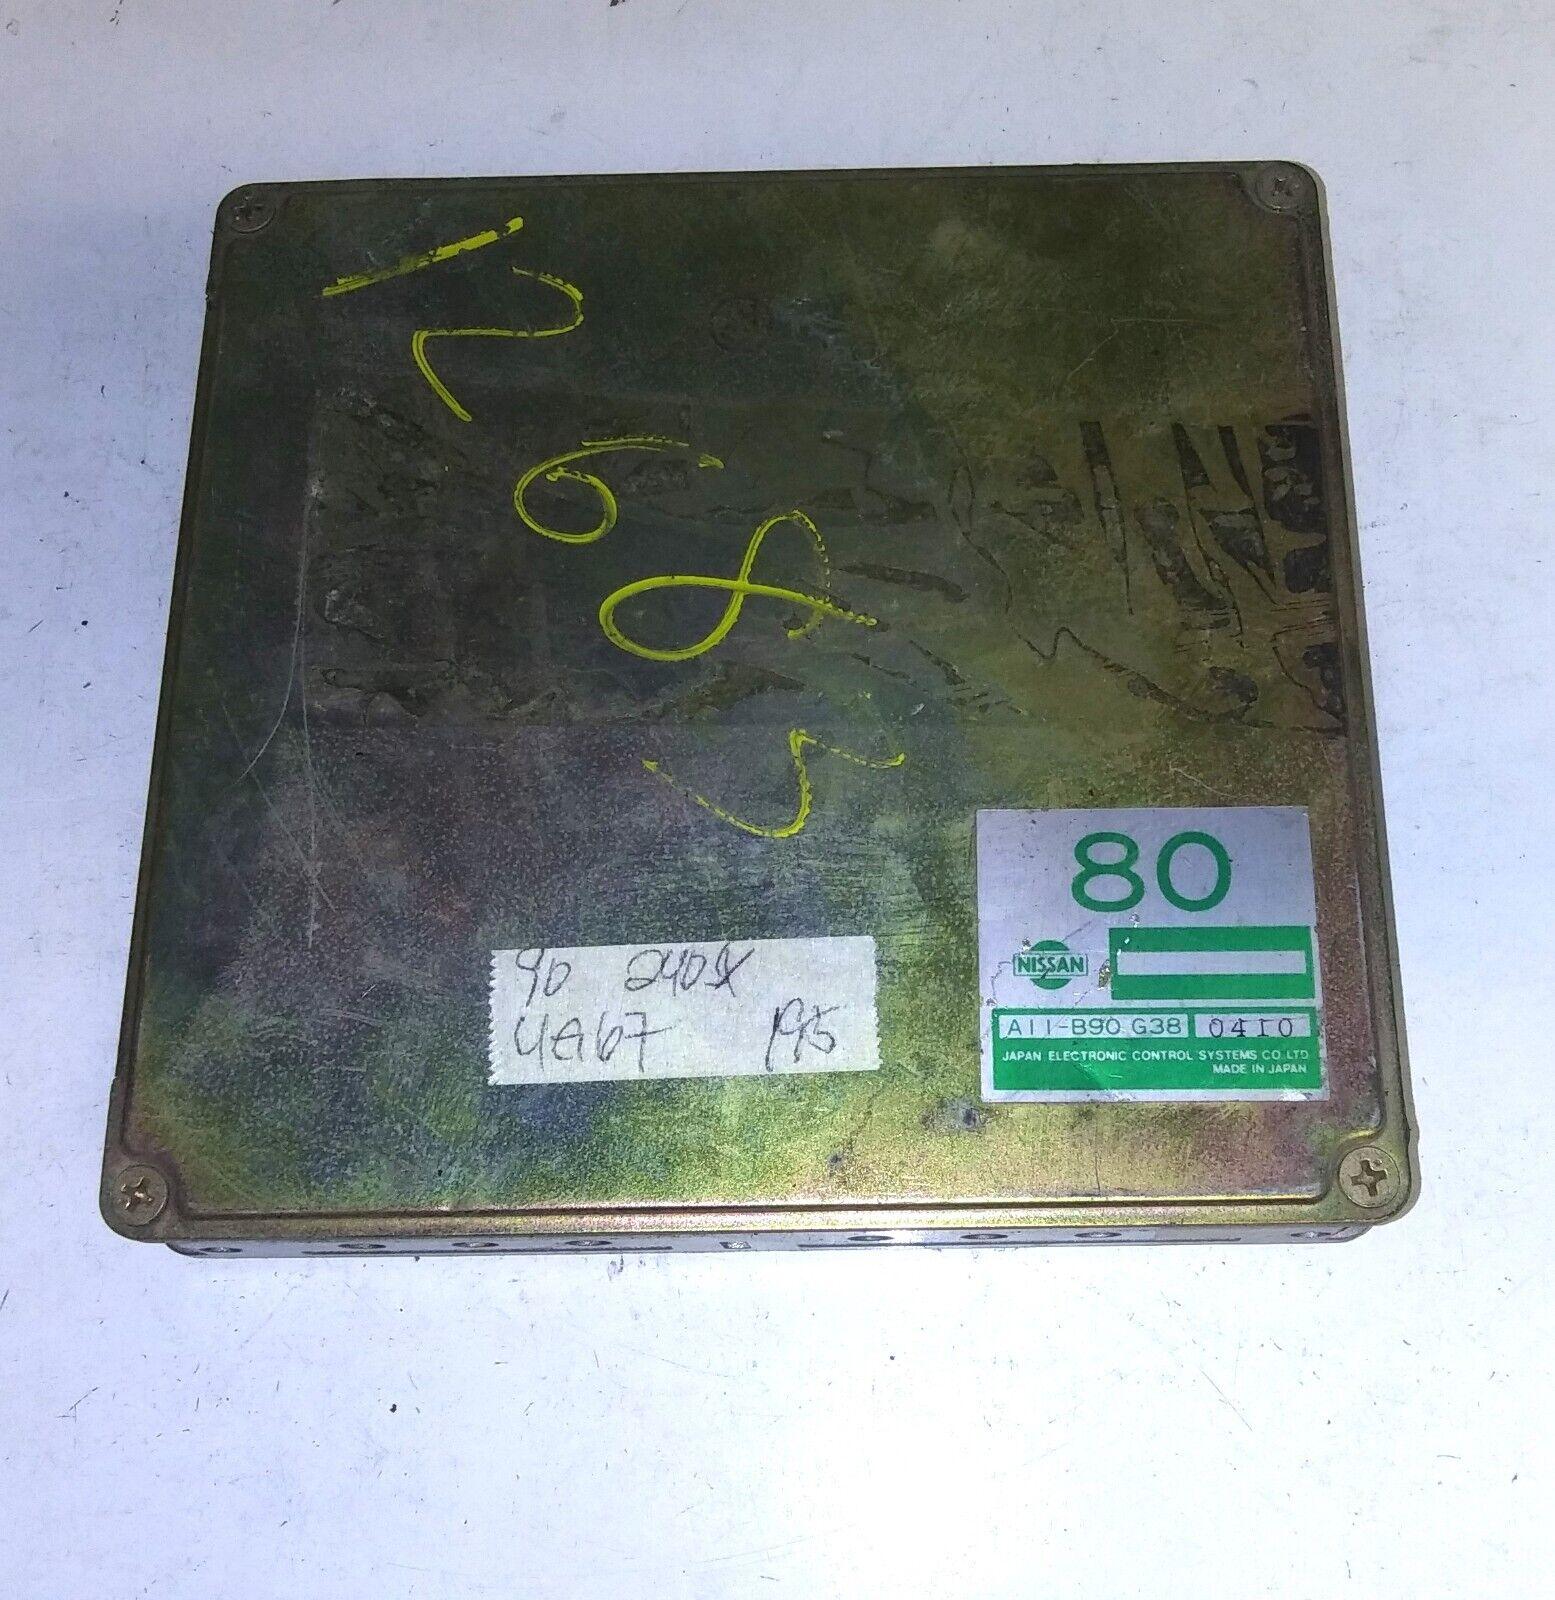 12683
80
NISSAN
A11-B90 G38 0410
JAPAN ELECTRONIC CONTROL SYSTEMS CO LTD
MADE IN JAPAN
90 240SX
4A67 195